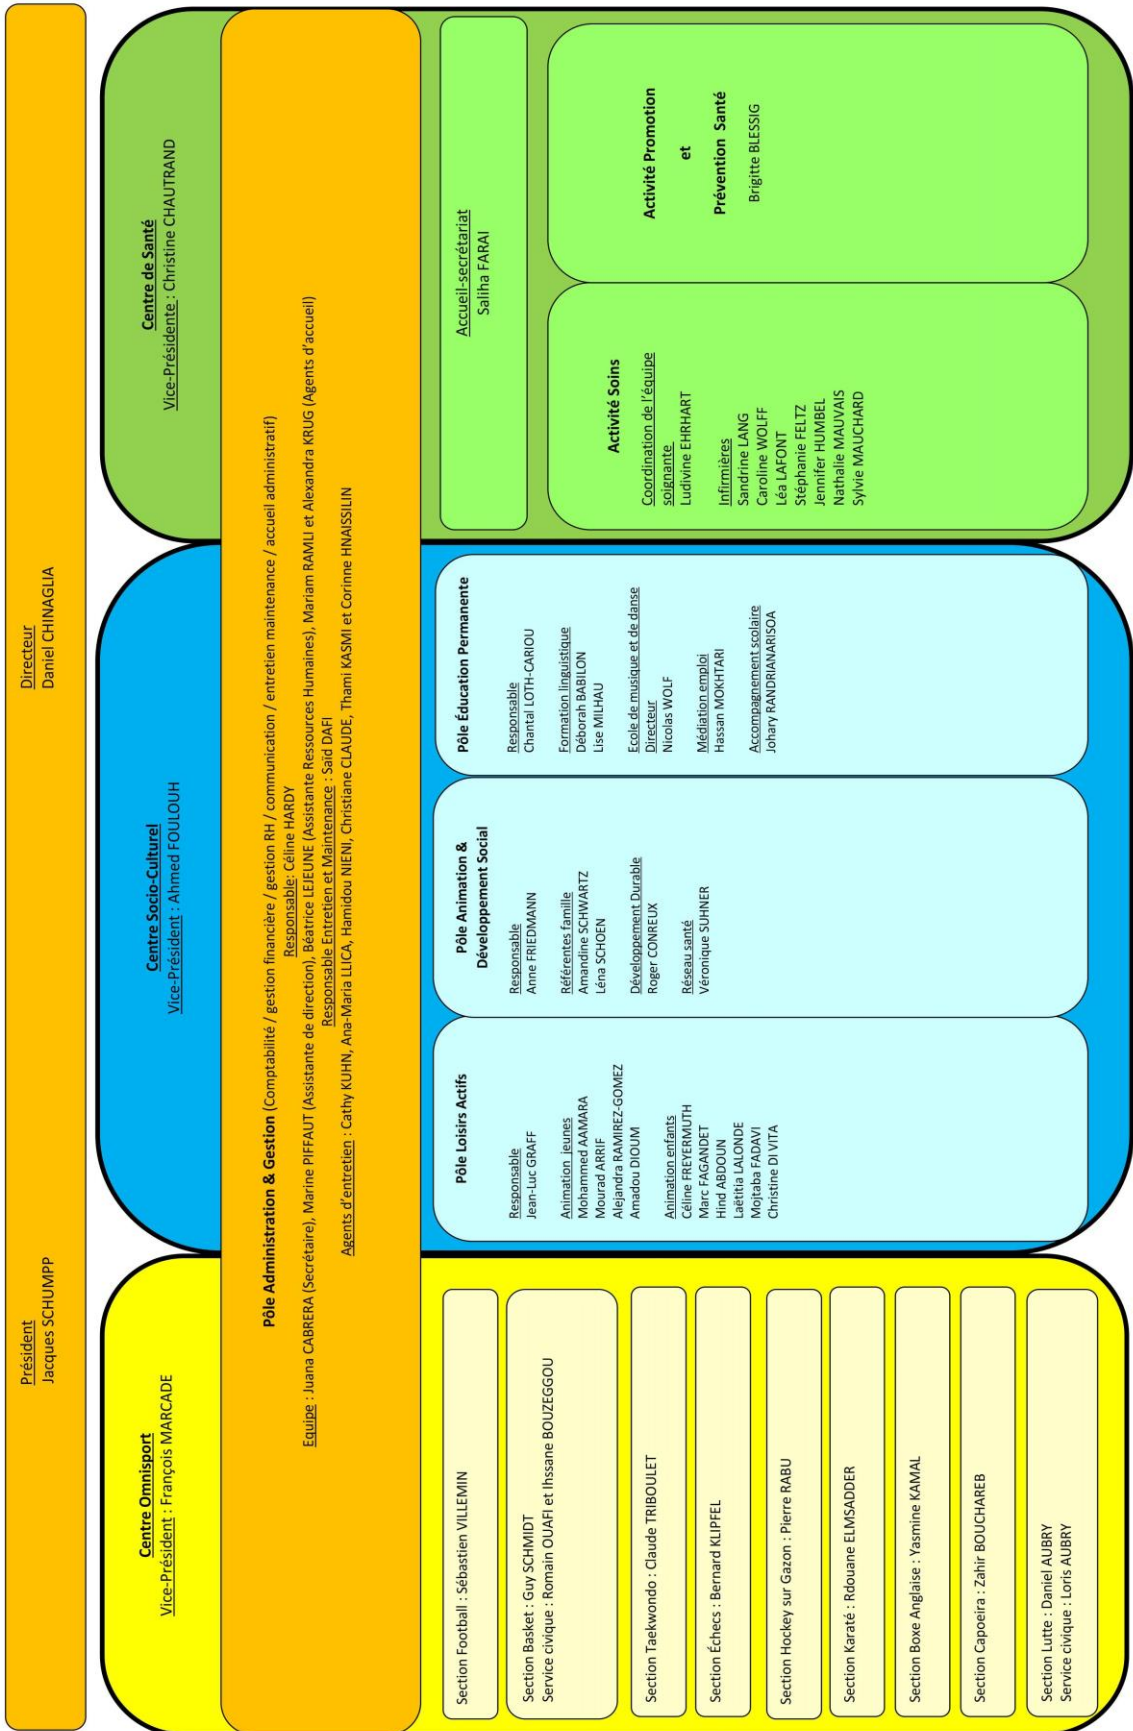 Président
Jacques SCHUMPP
Directeur
Daniel CHINAGLIA
Centre Omnisport
Vice-Président : François MARCADE
Centre Socio-Culturel
Vice-Président : Ahmed FOULOUH
Centre de Santé
Vice-Présidente : Christine CHAUTRAND
Pôle Administration & Gestion (Comptabilité / gestion financière / gestion RH / communication / entretien maintenance / accueil administratif)
Responsable: Céline HARDY
Equipe : Juana CABRERA (Secrétaire), Marine PIFFAUT (Assistante de direction), Béatrice LEJEUNE (Assistante Ressources Humaines), Mariam RAMLI et Alexandra KRUG (Agents d'accueil)
Responsable Entretien et Maintenance : Saïd DAFI
Agents d'entretien : Cathy KUHN, Ana-Maria LLICA, Hamidou NIENI, Christiane CLAUDE, Thami KASMI et Corinne HNAISSILIN
Section Football : Sébastien VILLEMIN
Section Basket : Guy SCHMIDT
Service civique : Romain OUAFI et Ihssane BOUZEGGOU
Section Taekwondo : Claude TRIBOULET
Section Échecs : Bernard KLIPFEL
Section Hockey sur Gazon : Pierre RABU
Section Karaté : Rdouane ELMSADDER
Section Boxe Anglaise : Yasmine KAMAL
Section Capoeira : Zahir BOUCHAREB
Section Lutte : Daniel AUBRY
Service civique : Loris AUBRY
Pôle Loisirs Actifs
Responsable
Jean-Luc GRAFF
Animation jeunes
Mohammed AAMARA
Mourad ARRIF
Alejandra RAMIREZ-GOMEZ
Amadou DIOUM
Animation enfants
Céline FREYERMUTH
Marc FAGANDET
Hind ABDOUN
Laëtitia LALONDE
Mojtaba FADAVI
Christine DI VITA
Pôle Animation &
Développement Social
Responsable
Anne FRIEDMANN
Référentes famille
Amandine SCHWARTZ
Léna SCHOEN
Développement Durable
Roger CONREUX
Réseau santé
Véronique SUHNER
Pôle Éducation Permanente
Responsable
Chantal LOTH-CARIOU
Formation linguistique
Déborah BABILON
Lise MILHAU
Ecole de musique et de danse
Directeur
Nicolas WOLF
Médiation emploi
Hassan MOKHTARI
Accompagnement scolaire
Johary RANDRIANARISOA
Accueil-secrétariat
Saliha FARAI
Activité Soins
Coordination de l'équipe
soignante
Ludivine EHRHART
Infirmières
Sandrine LANG
Caroline WOLFF
Léa LAFONT
Stéphanie FELTZ
Jennifer HUMBEL
Nathalie MAUVAIS
Sylvie MAUCHARD
Activité Promotion
et
Prévention Santé
Brigitte BLESSIG